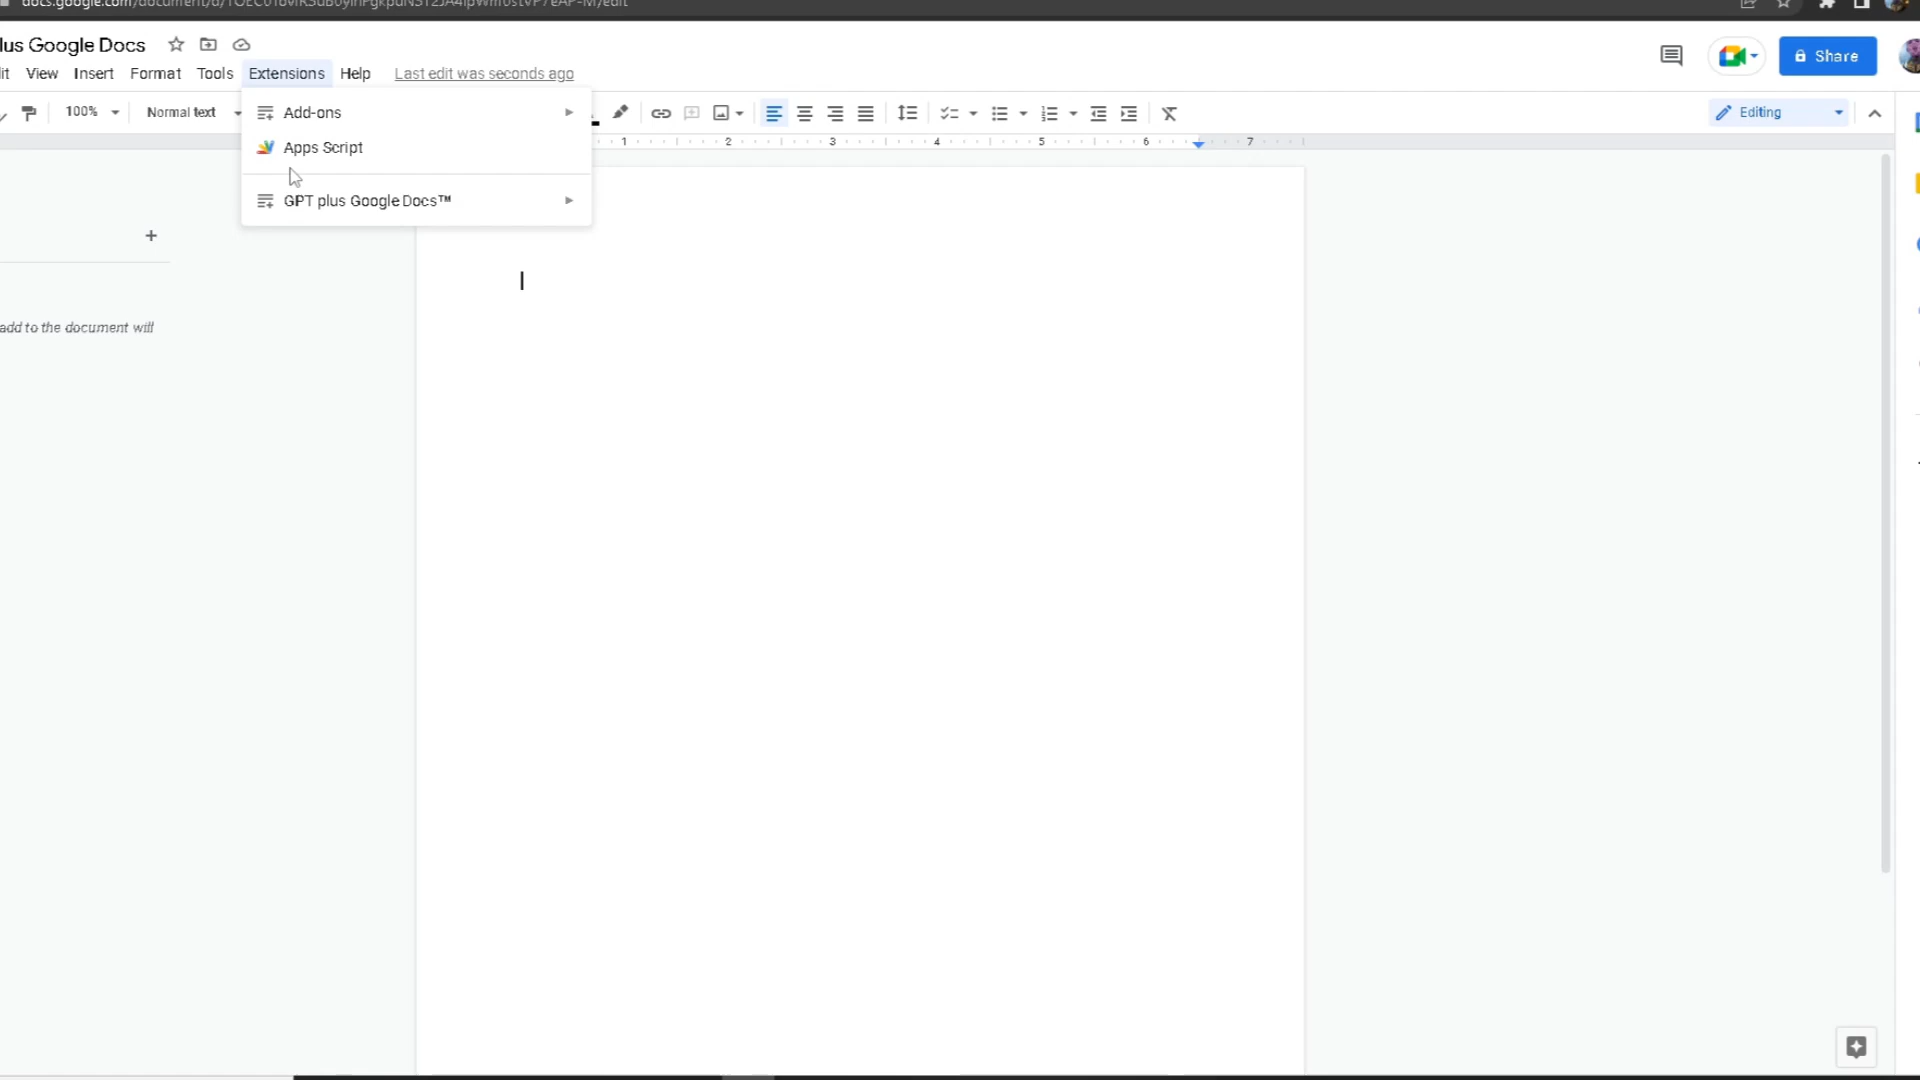 lus Google Docs
it View Insert Format Tools Extensions Help Last edit was seconds ago
Share
100% Normal text
Editing
Add-ons
Apps Script
GPT plus Google Docs™
1 2 3 4 5 6 7
add to the document will